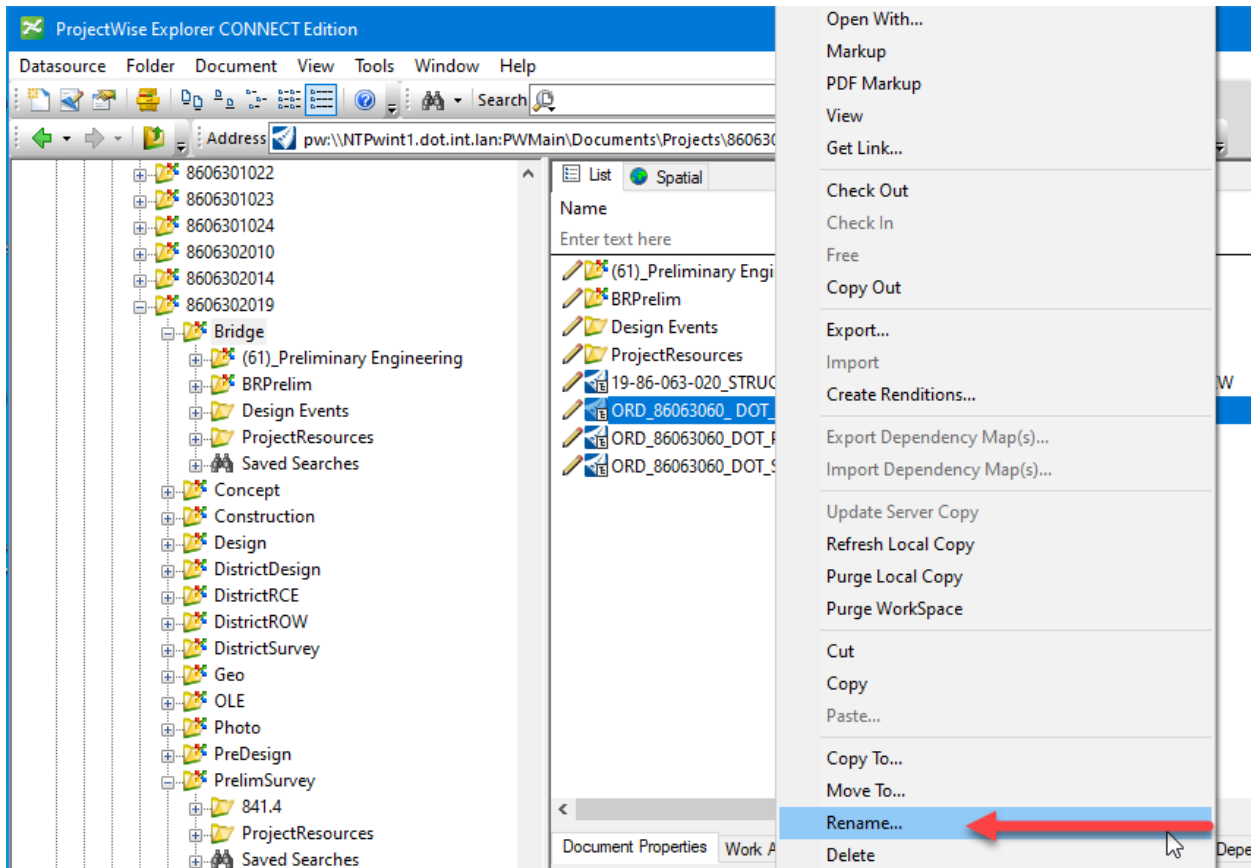 ProjectWise Explorer CONNECT Edition
Datasource Folder Document View Tools Window Help
Search
Address pw:\\NTPwint1.dot.int.lan:PWMain\Documents\Projects\860630
8606301022
8606301023
8606301024
8606302010
8606302014
8606302019
Bridge
(61)_Preliminary Engineering
BRPrelim
Design Events
ProjectResources
Saved Searches
Concept
Construction
Design
DistrictDesign
DistrictRCE
DistrictROW
DistrictSurvey
Geo
OLE
Photo
PreDesign
PrelimSurvey
841.4
ProjectResources
Saved Searches
List Spatial
Name
Enter text here
(61)_Preliminary Engi
BRPrelim
Design Events
ProjectResources
19-86-063-020_STRUC
W
ORD_86063060_ DOT_
ORD_86063060_DOT_
ORD_86063060_DOT_S
Document Properties Work A
Depe
Open With...
Markup
PDF Markup
View
Get Link...
Check Out
Check In
Free
Copy Out
Export...
Import
Create Renditions...
Export Dependency Map(s)...
Import Dependency Map(s)...
Update Server Copy
Refresh Local Copy
Purge Local Copy
Purge WorkSpace
Cut
Copy
Paste...
Copy To...
Move To...
Rename...
Delete